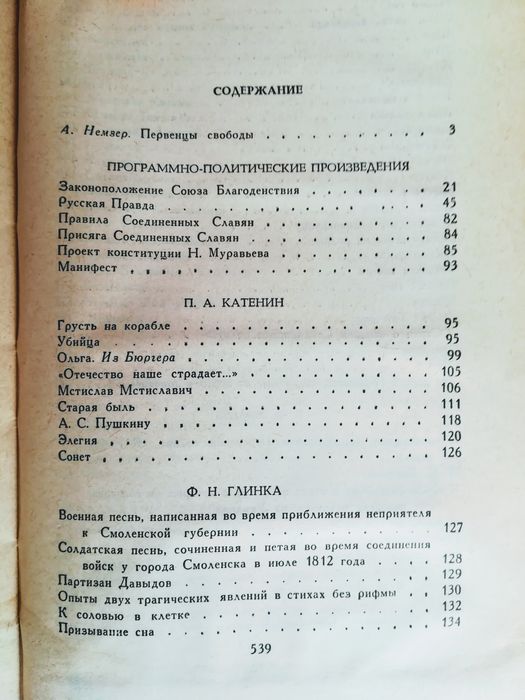 СОДЕРЖАНИЕ
А. Немзер. Первенцы свободы . . . . . . . . . . 3
ПРОГРАММНО-ПОЛИТИЧЕСКИЕ ПРОИЗВЕДЕНИЯ
Законоположение Союза Благоденствия . . . . . . . 21
Русская Правда . . . . . . . . . . . . . . 45
Правила Соединенных Славян . . . . . . . . . . 82
Присяга Соединенных Славян . . . . . . . . . . 84
Проект конституции Н. Муравьева . . . . . . . . . 85
Манифест . . . . . . . . . . . . . . . . 93
П. А. КАТЕНИН
Грусть на корабле . . . . . . . . . . . . . 95
Убийца . . . . . . . . . . . . . . . . . 95
Ольга. Из Бюргера . . . . . . . . . . . . . 99
«Отечество наше страдает...» . . . . . . . . . . 105
Мстислав Мстиславич . . . . . . . . . . . . 106
Старая быль . . . . . . . . . . . . . . . 111
А. С. Пушкину . . . . . . . . . . . . . . 118
Элегия . . . . . . . . . . . . . . . . . 120
Сонет . . . . . . . . . . . . . . . . . 126
Ф. Н. ГЛИНКА
Военная песнь, написанная во время приближения неприятеля
к Смоленской губернии . . . . . . . . . . . 127
Солдатская песнь, сочиненная и петая во время соединения
войск у города Смоленска в июле 1812 года . . . . 128
Партизан Давыдов . . . . . . . . . . . . . 129
Опыты двух трагических явлений в стихах без рифмы . . 130
К соловью в клетке . . . . . . . . . . . . . 132
Призывание сна . . . . . . . . . . . . . . 134
539